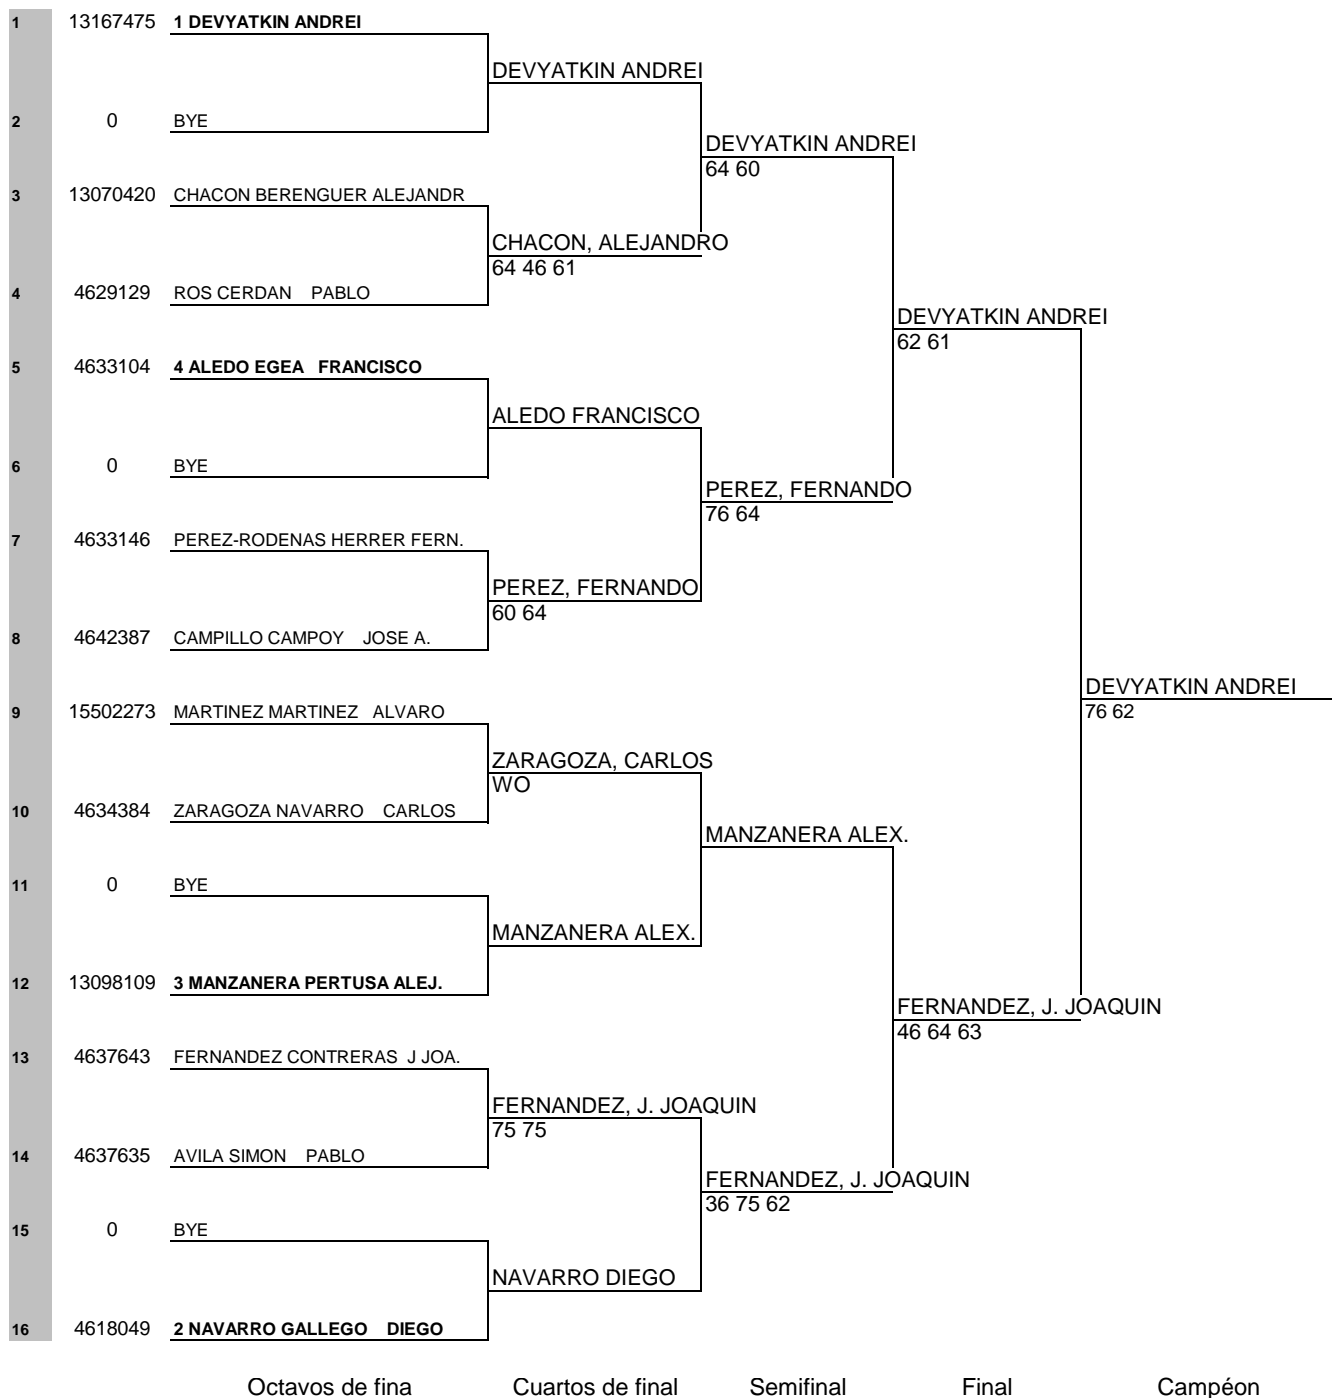 1 13167475 1 DEVYATKIN ANDREI
DEVYATKIN ANDREI
2 0 BYE
DEVYATKIN ANDREI
64 60
3 13070420 CHACON BERENGUER ALEJANDR
CHACON, ALEJANDRO
64 46 61
4 4629129 ROS CERDAN PABLO
DEVYATKIN ANDREI
62 61
5 4633104 4 ALEDO EGEA FRANCISCO
ALEDO FRANCISCO
6 0 BYE
PEREZ, FERNANDO
76 64
7 4633146 PEREZ-RODENAS HERRER FERN.
PEREZ, FERNANDO
60 64
8 4642387 CAMPILLO CAMPOY JOSE A.
DEVYATKIN ANDREI
76 62
9 15502273 MARTINEZ MARTINEZ ALVARO
ZARAGOZA, CARLOS
WO
10 4634384 ZARAGOZA NAVARRO CARLOS
MANZANERA ALEX.
11 0 BYE
MANZANERA ALEX.
12 13098109 3 MANZANERA PERTUSA ALEJ.
FERNANDEZ, J. JOAQUIN
46 64 63
13 4637643 FERNANDEZ CONTRERAS J JOA.
FERNANDEZ, J. JOAQUIN
75 75
14 4637635 AVILA SIMON PABLO
FERNANDEZ, J. JOAQUIN
36 75 62
15 0 BYE
NAVARRO DIEGO
16 4618049 2 NAVARRO GALLEGO DIEGO
Octavos de fina Cuartos de final Semifinal Final Campéon